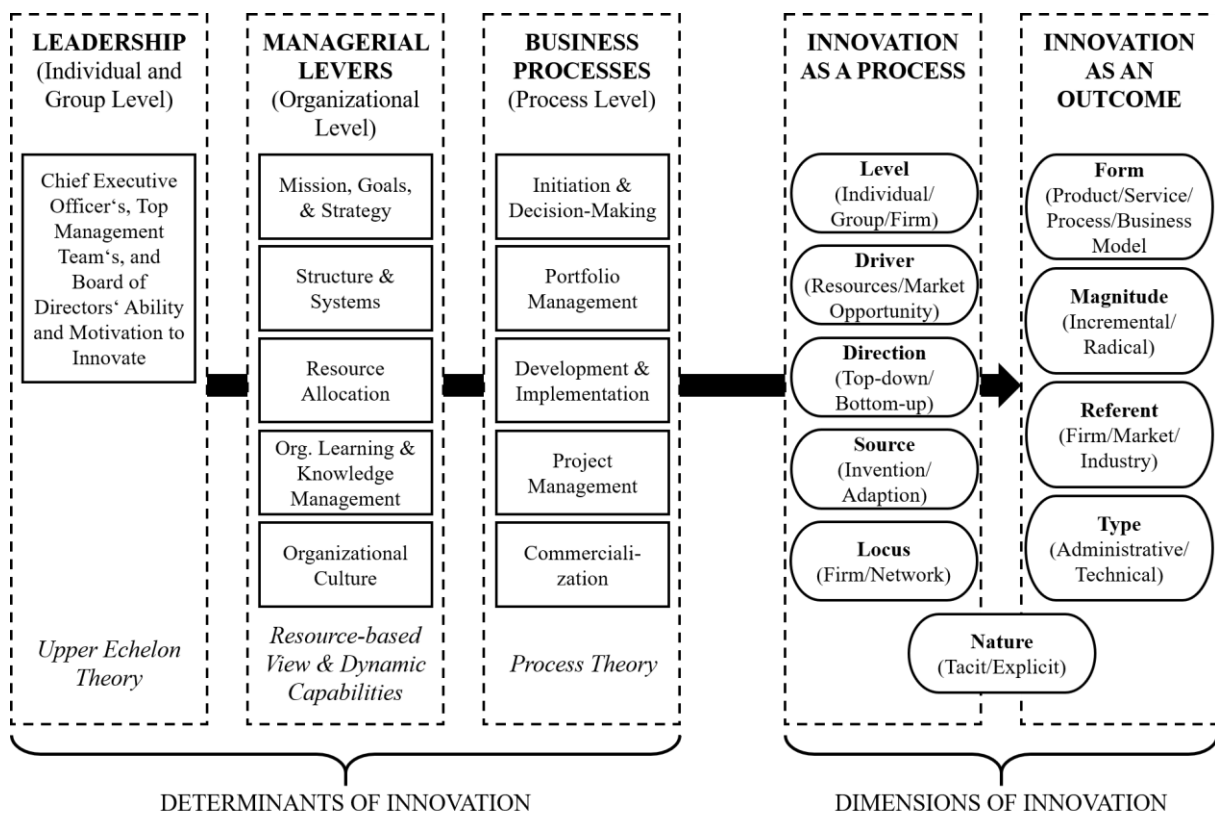 LEADERSHIP
(Individual and
Group Level)
Chief Executive
Officer‘s, Top
Management
Team‘s, and
Board of
Directors‘ Ability
and Motivation to
Innovate
Upper Echelon
Theory
MANAGERIAL
LEVERS
(Organizational
Level)
Mission, Goals,
& Strategy
Structure &
Systems
Resource
Allocation
Org. Learning &
Knowledge
Management
Organizational
Culture
Resource-based
View & Dynamic
Capabilities
BUSINESS
PROCESSES
(Process Level)
Initiation &
Decision-Making
Portfolio
Management
Development &
Implementation
Project
Management
Commerciali-
zation
Process Theory
DETERMINANTS OF INNOVATION
INNOVATION
AS A PROCESS
Level
(Individual/
Group/Firm)
Driver
(Resources/Market
Opportunity)
Direction
(Top-down/
Bottom-up)
Source
(Invention/
Adaption)
Locus
(Firm/Network)
INNOVATION
AS AN
OUTCOME
Form
(Product/Service/
Process/Business
Model
Magnitude
(Incremental/
Radical)
Referent
(Firm/Market/
Industry)
Type
(Administrative/
Technical)
Nature
(Tacit/Explicit)
DIMENSIONS OF INNOVATION